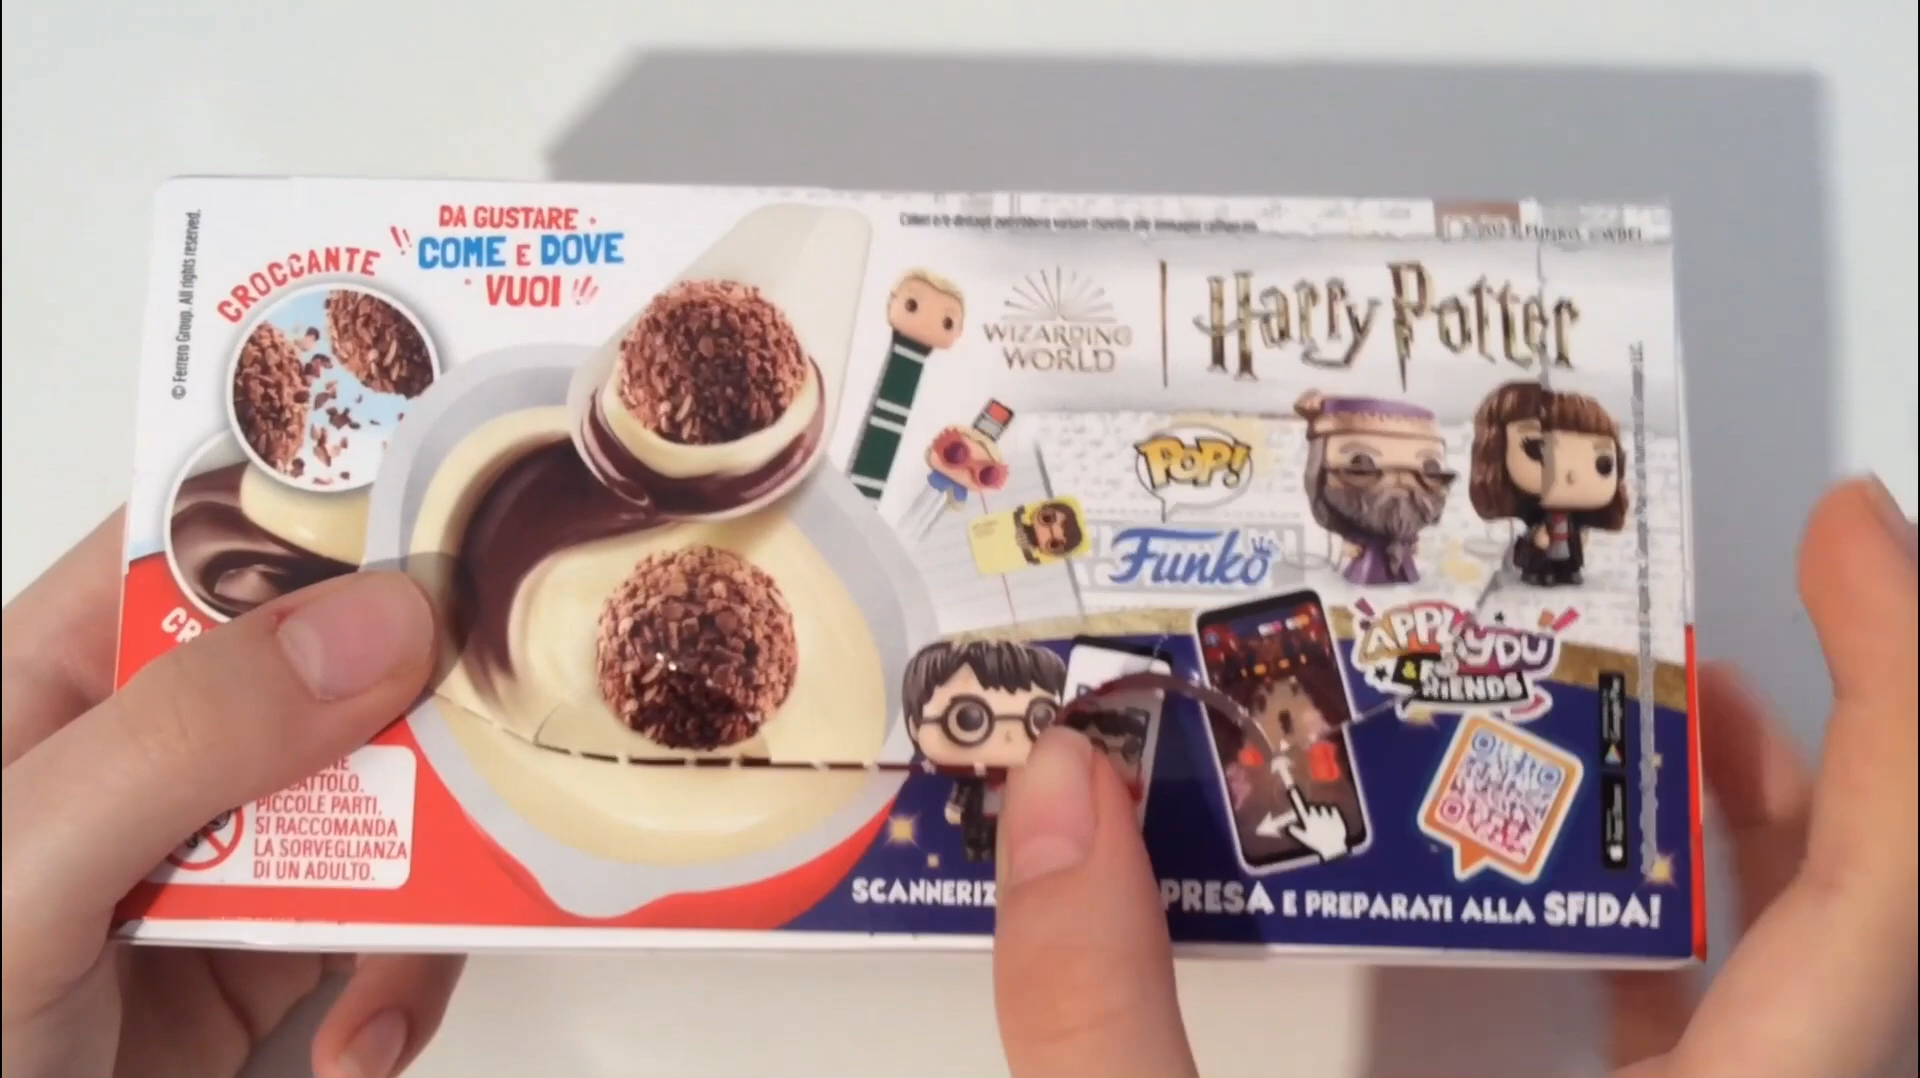 © Ferrero Group. All rights reserved.
CROCCANTE
DA GUSTARE
COME E DOVE
VUOI !!!
CR
PICCOLE PARTI,
SI RACCOMANDA
LA SORVEGLIANZA
DI UN ADULTO.
WIZARDING
WORLD
Harry Potter
POP!
Funko
APPLAYDU
& FRIENDS
SCANNERIZ
PRESA E PREPARATI ALLA SFIDA!